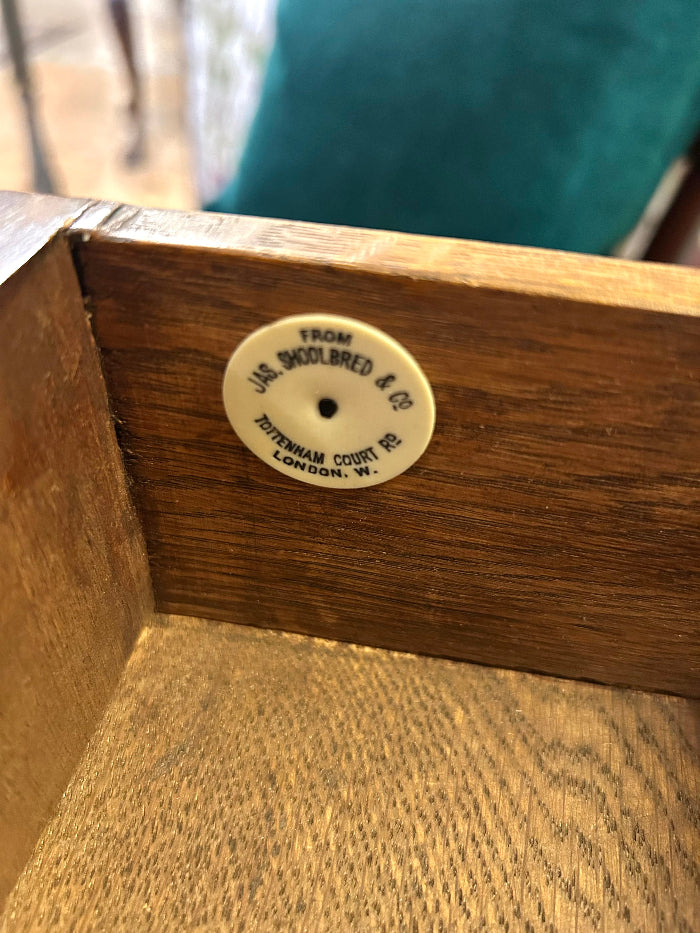 FROM
JAS. SHOOLBRED & Co
TOTTENHAM COURT RD
LONDON. W.